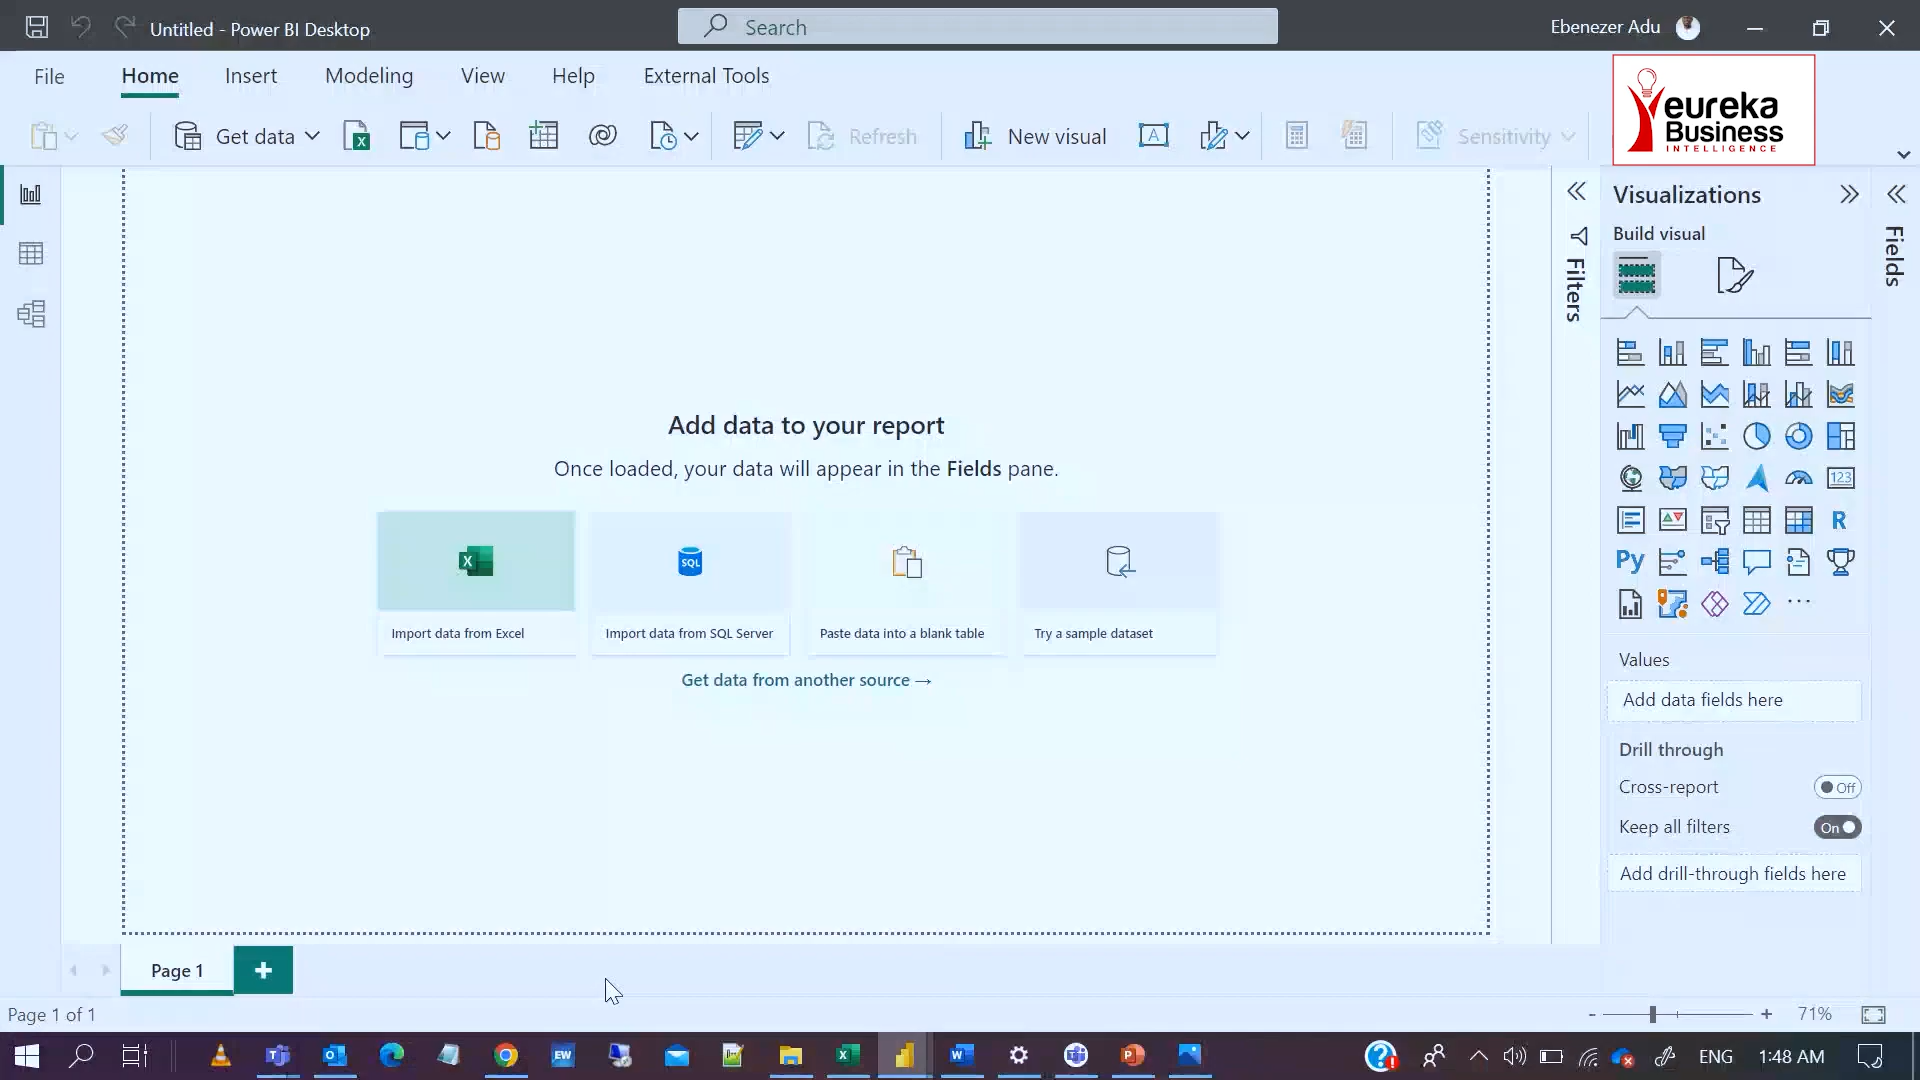 Untitled - Power BI Desktop
Search
Ebenezer Adu
File
Home
Insert
Modeling
View
Help
External Tools
eureka
Business
INTELLIGENCE
Get data
Refresh
New visual
Sensitivity
Visualizations
Build visual
Filters
Fields
Add data to your report
Once loaded, your data will appear in the Fields pane.
SQL
Import data from Excel
Import data from SQL Server
Paste data into a blank table
Try a sample dataset
Get data from another source →
123
R
Py
Values
Add data fields here
Drill through
Cross-report
Off
Keep all filters
On
Add drill-through fields here
Page 1
Page 1 of 1
71%
EW
ENG
1:48 AM